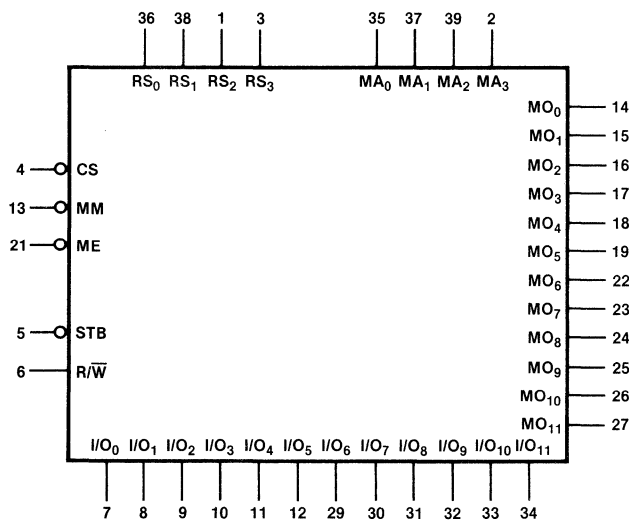 36 38 1 3 35 37 39 2
RS₀ RS₁ RS₂ RS₃ MA₀ MA₁ MA₂ MA₃
MO₀ 14
MO₁ 15
4 CS MO₂ 16
MO₃ 17
13 MM MO₄ 18
21 ME MO₅ 19
MO₆ 22
MO₇ 23
5 STB MO₈ 24
6 R/W̅ MO₉ 25
MO₁₀ 26
MO₁₁ 27
I/O₀ I/O₁ I/O₂ I/O₃ I/O₄ I/O₅ I/O₆ I/O₇ I/O₈ I/O₉ I/O₁₀ I/O₁₁
7 8 9 10 11 12 29 30 31 32 33 34